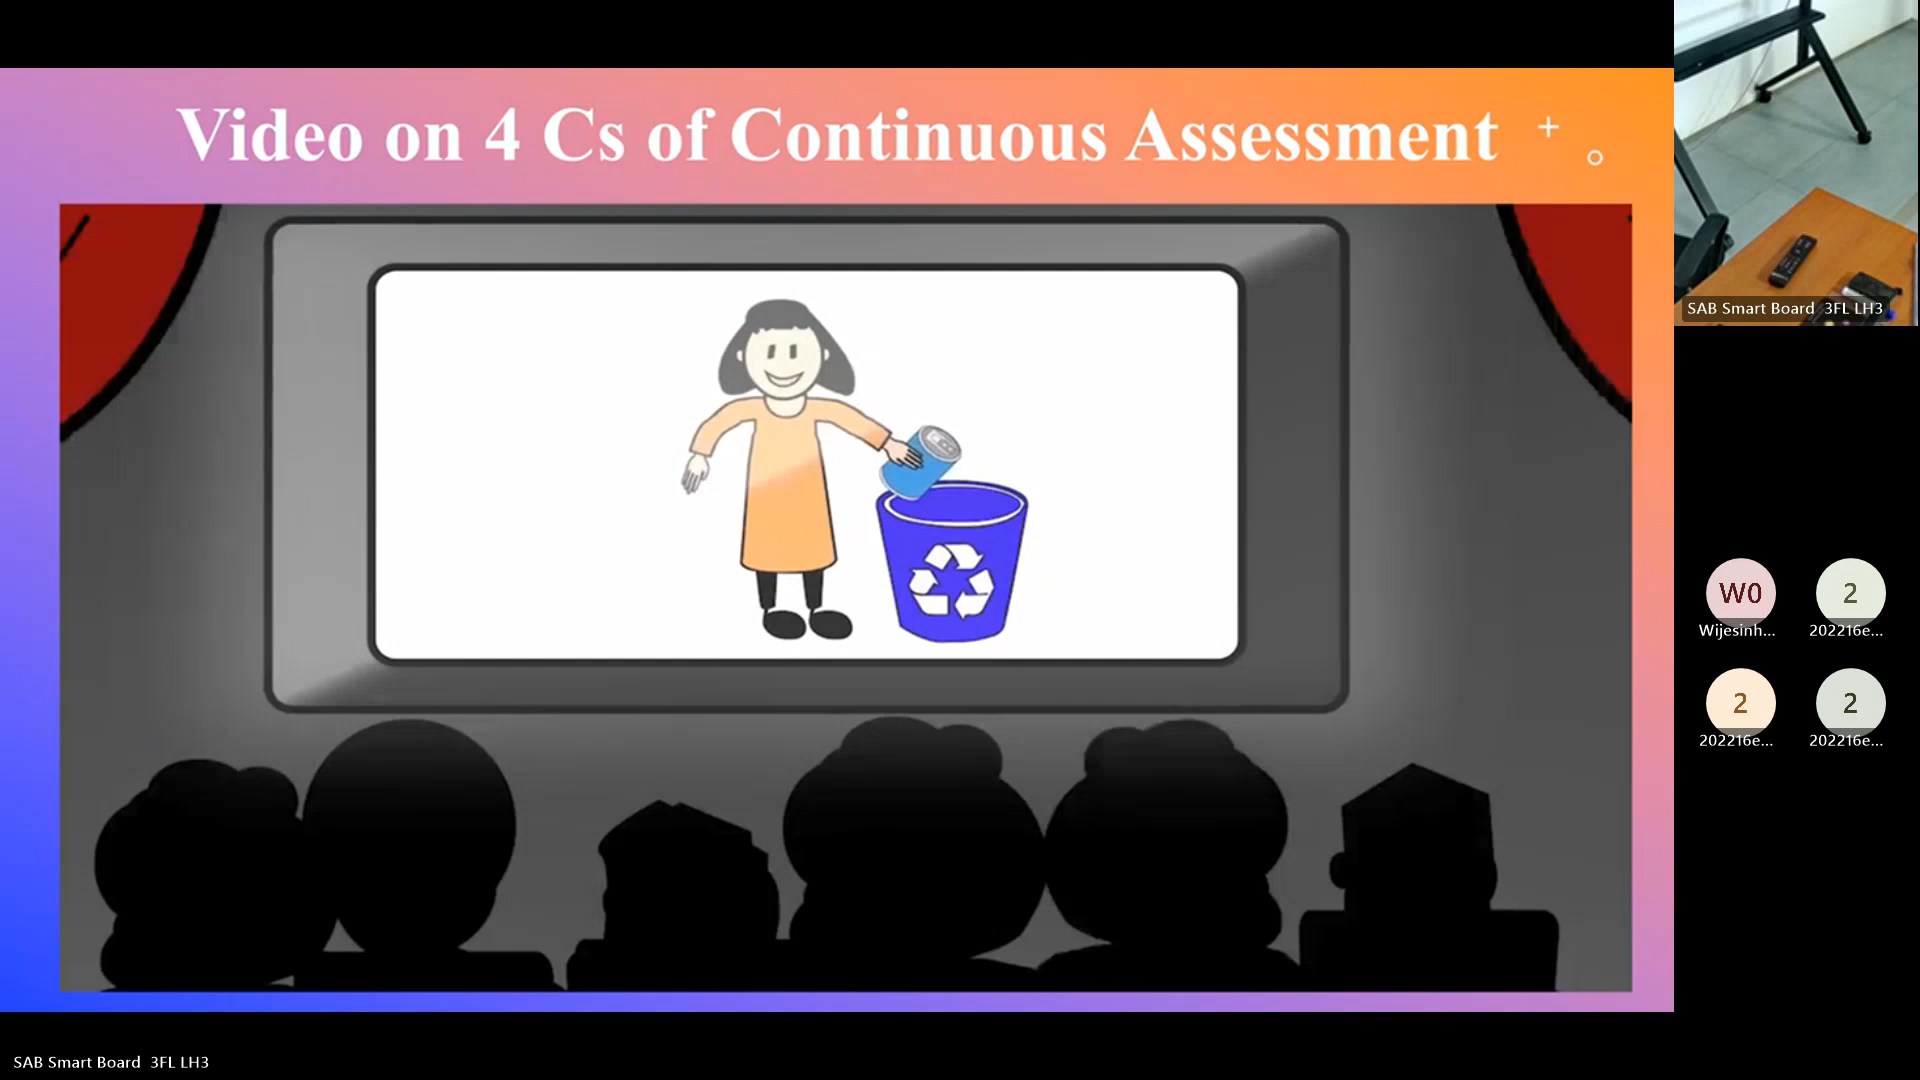 Video on 4 Cs of Continuous Assessment
SAB Smart Board 3FL LH3
W0
Wijesinh...
2
202216e...
2
202216e...
2
202216e...
SAB Smart Board 3FL LH3